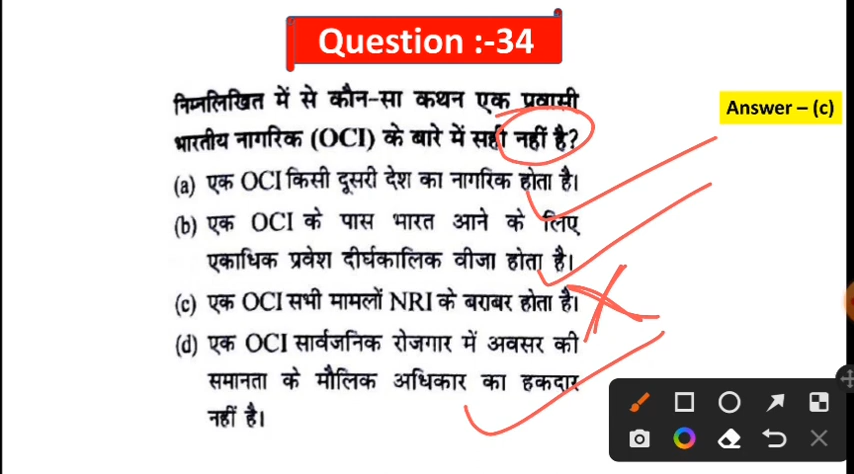 Question :-34
निम्नलिखित में से कौन-सा कथन एक प्रवासी
भारतीय नागरिक (OCI) के बारे में सही नहीं है?
Answer – (c)
(a) एक OCI किसी दूसरी देश का नागरिक होता है।
(b) एक OCI के पास भारत आने के लिए
एकाधिक प्रवेश दीर्घकालिक वीजा होता है।
(c) एक OCI सभी मामलों NRI के बराबर होता है।
(d) एक OCI सार्वजनिक रोजगार में अवसर की
समानता के मौलिक अधिकार का हकदार
नहीं है।